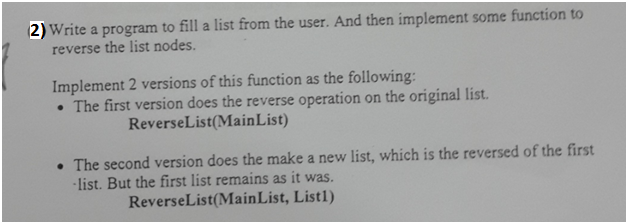 2) Write a program to fill a list from the user. And then implement some function to
reverse the list nodes.
Implement 2 versions of this function as the following:
• The first version does the reverse operation on the original list.
ReverseList(MainList)
• The second version does the make a new list, which is the reversed of the first
list. But the first list remains as it was.
ReverseList(MainList, List1)